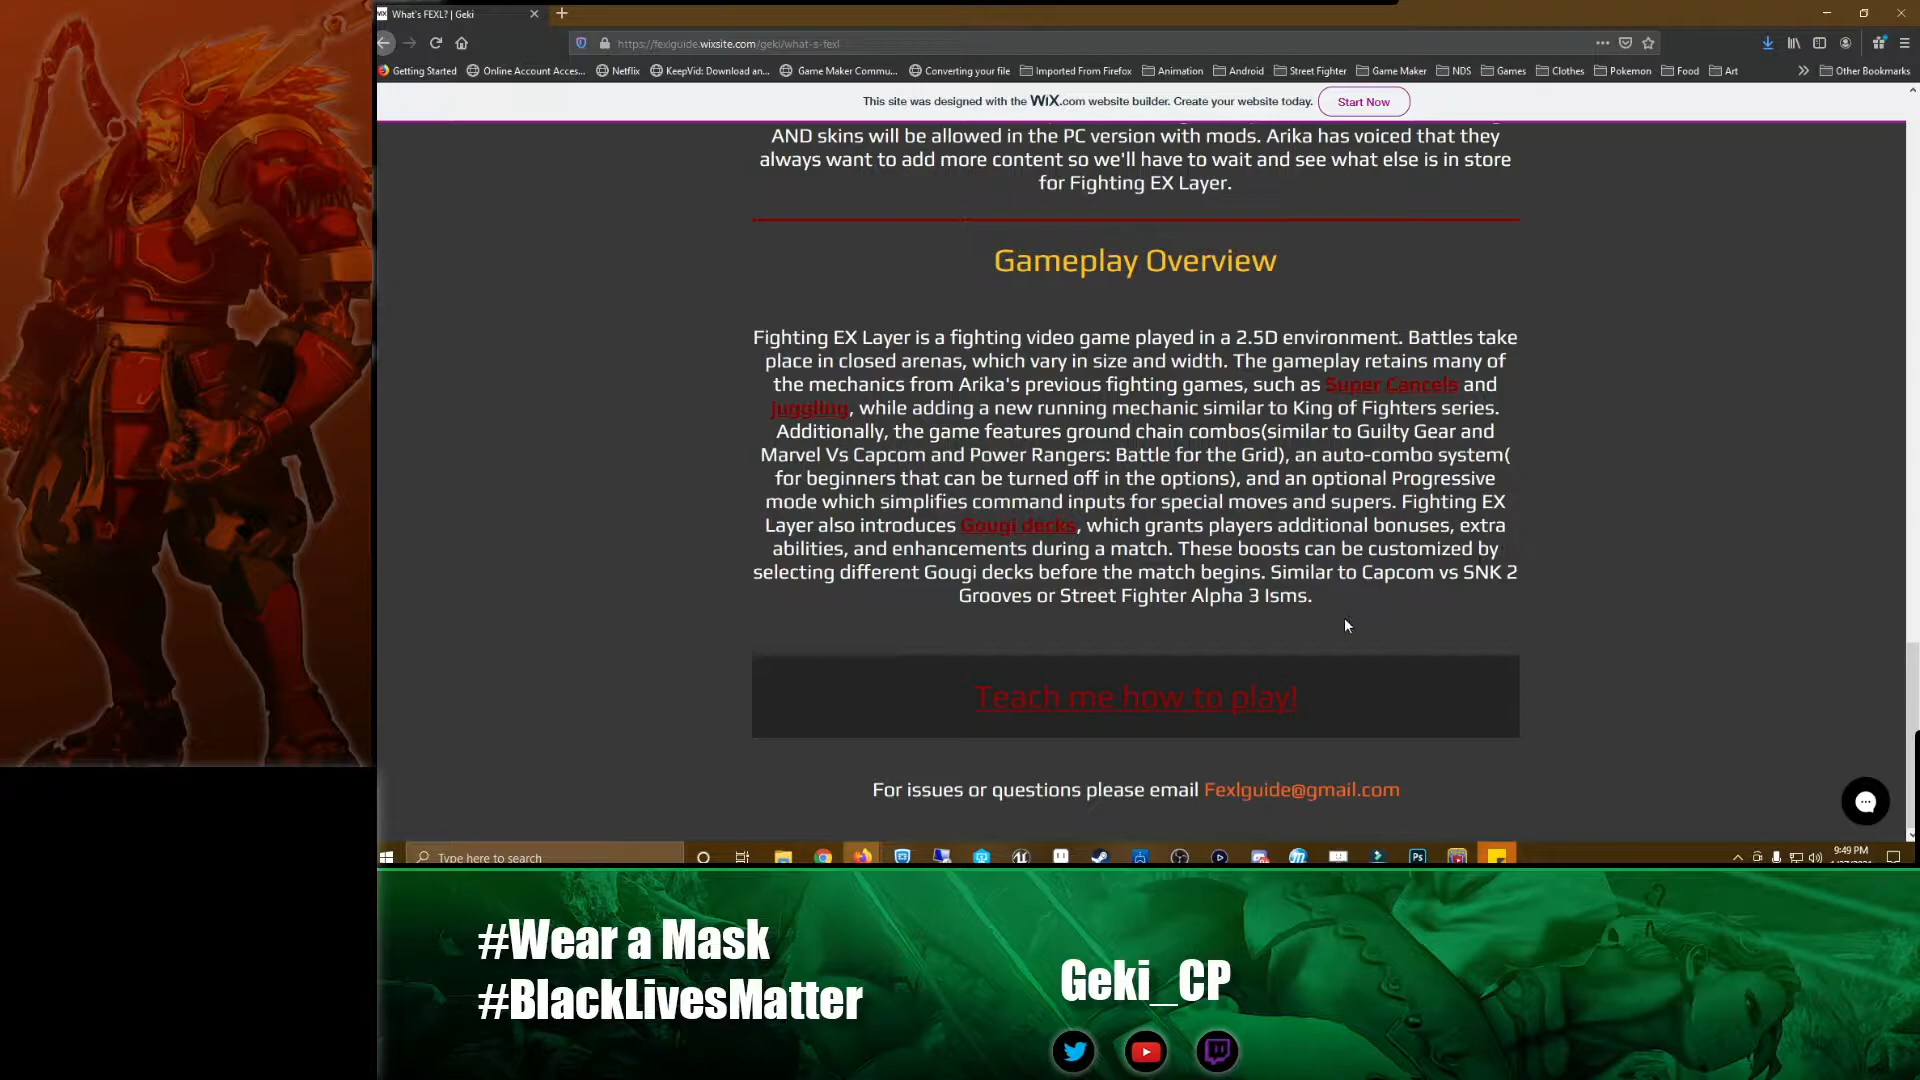 What's FEXL? | Geki
https://fexlguide.wixsite.com/geki/what-s-fexl
Getting Started Online Account Acces... Netflix KeepVid: Download an... Game Maker Commu... Converting your file Imported From Firefox Animation Android Street Fighter Game Maker NDS Games Clothes Pokemon Food Art Other Bookmarks
This site was designed with the WiX.com website builder. Create your website today. Start Now
AND skins will be allowed in the PC version with mods. Arika has voiced that they
always want to add more content so we'll have to wait and see what else is in store
for Fighting EX Layer.
Gameplay Overview
Fighting EX Layer is a fighting video game played in a 2.5D environment. Battles take
place in closed arenas, which vary in size and width. The gameplay retains many of
the mechanics from Arika's previous fighting games, such as Super Cancels and
juggling, while adding a new running mechanic similar to King of Fighters series.
Additionally, the game features ground chain combos(similar to Guilty Gear and
Marvel Vs Capcom and Power Rangers: Battle for the Grid), an auto-combo system(
for beginners that can be turned off in the options), and an optional Progressive
mode which simplifies command inputs for special moves and supers. Fighting EX
Layer also introduces Gougi decks, which grants players additional bonuses, extra
abilities, and enhancements during a match. These boosts can be customized by
selecting different Gougi decks before the match begins. Similar to Capcom vs SNK 2
Grooves or Street Fighter Alpha 3 Isms.
Teach me how to play!
For issues or questions please email Fexlguide@gmail.com
Type here to search
Ps
9:49 PM
#Wear a Mask
#BlackLivesMatter
Geki_CP